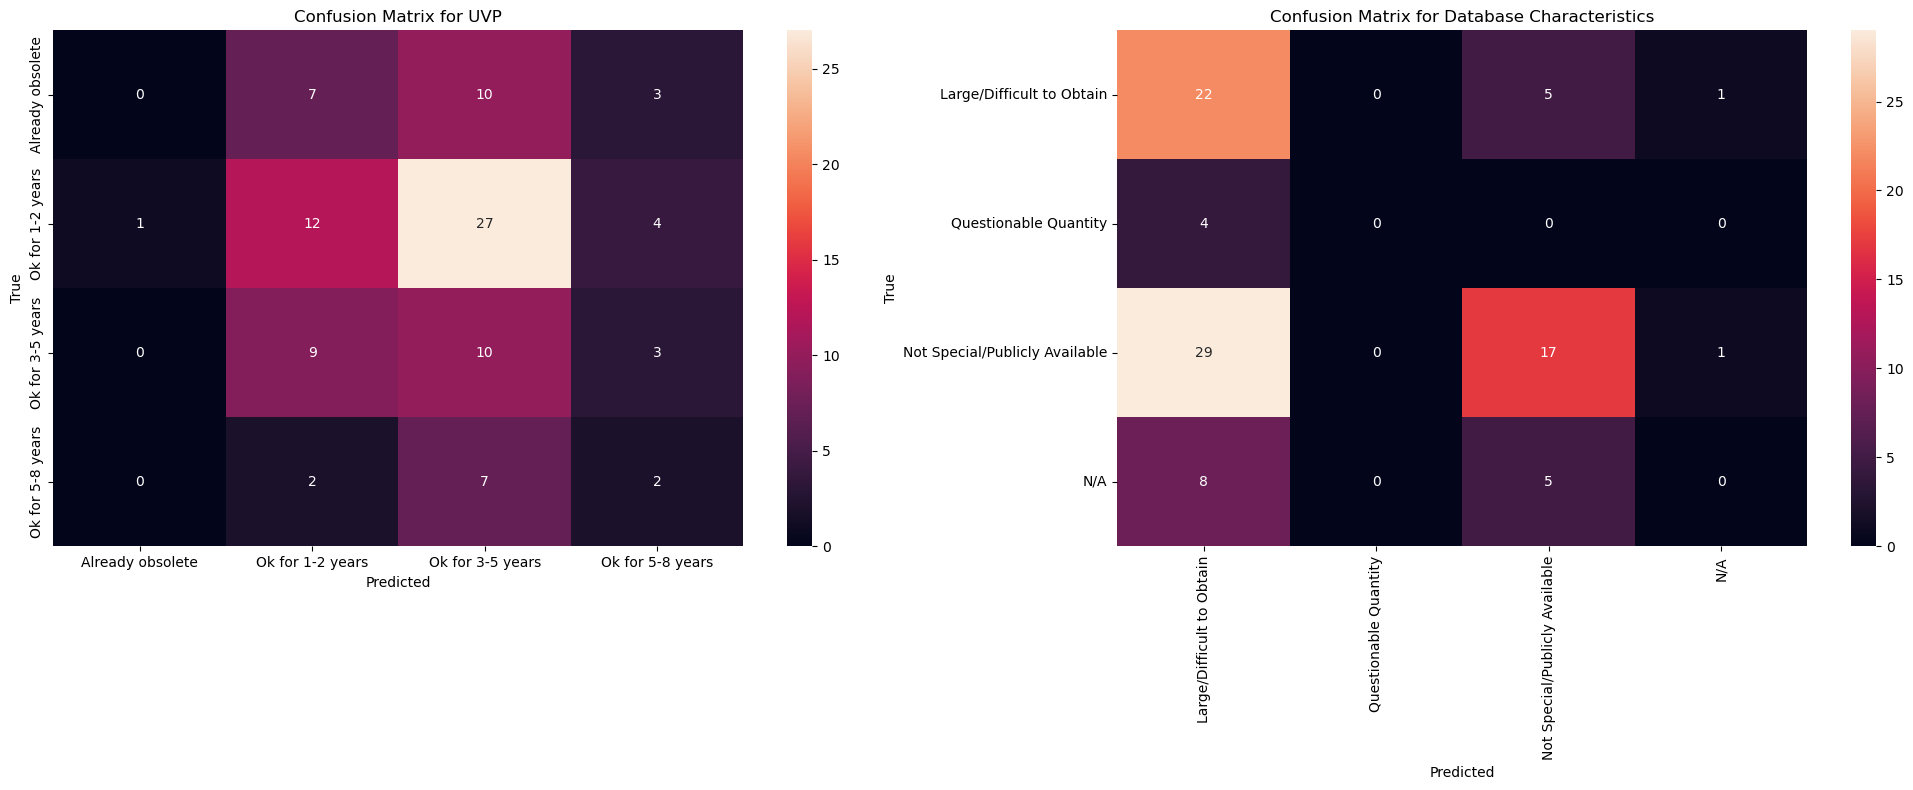 Confusion Matrix for UVP
True
Already obsolete
Ok for 1-2 years
Ok for 3-5 years
Ok for 5-8 years
0 7 10 3
1 12 27 4
0 9 10 3
0 2 7 2
Already obsolete Ok for 1-2 years Ok for 3-5 years Ok for 5-8 years
Predicted
25
20
15
10
5
0
Confusion Matrix for Database Characteristics
True
Large/Difficult to Obtain 22 0 5 1
Questionable Quantity 4 0 0 0
Not Special/Publicly Available 29 0 17 1
N/A 8 0 5 0
Large/Difficult to Obtain
Questionable Quantity
Not Special/Publicly Available
N/A
Predicted
25
20
15
10
5
0